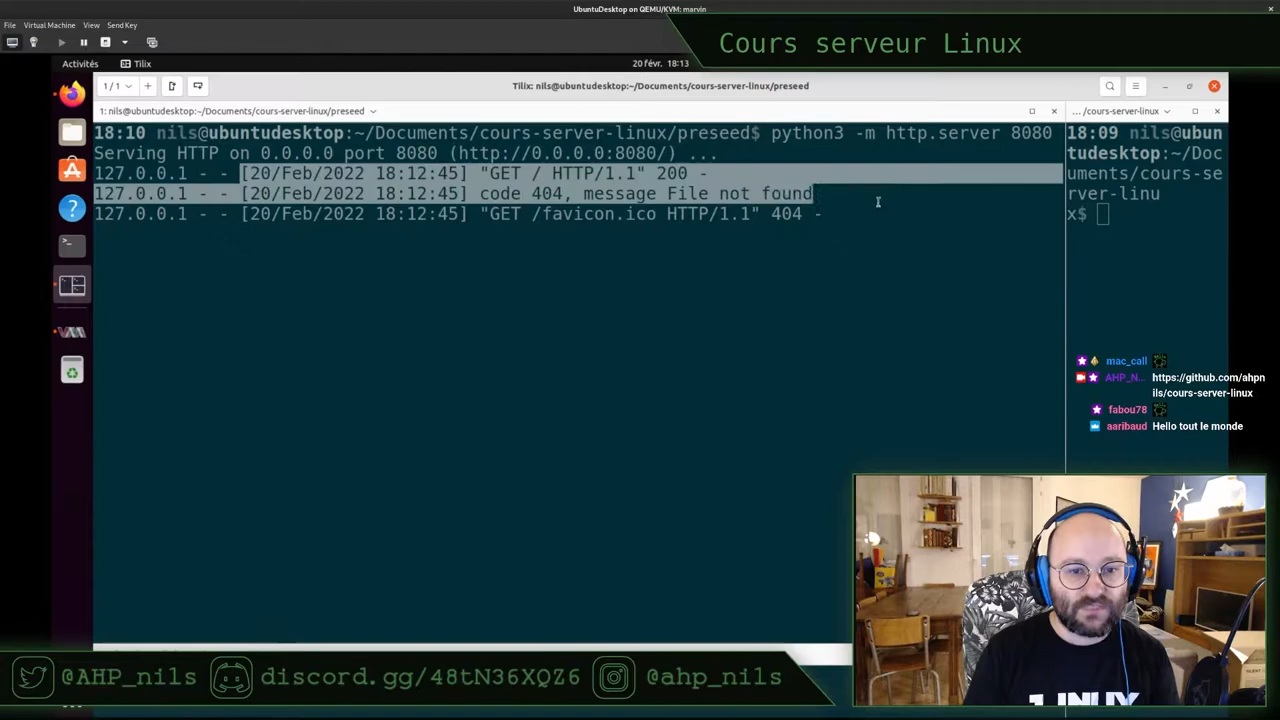 UbuntuDesktop on QEMU/KVM: marvin
File Virtual Machine View Send Key
Cours serveur Linux
Activités Tilix 20 févr. 18:13
1/1 Tilix: nils@ubuntudesktop:~/Documents/cours-server-linux/preseed
1: nils@ubuntudesktop:~/Documents/cours-server-linux/preseed
.../cours-server-linux
18:10 nils@ubuntudesktop:~/Documents/cours-server-linux/preseed$ python3 -m http.server 8080
Serving HTTP on 0.0.0.0 port 8080 (http://0.0.0.0:8080/) ...
127.0.0.1 - - [20/Feb/2022 18:12:45] "GET / HTTP/1.1" 200 -
127.0.0.1 - - [20/Feb/2022 18:12:45] code 404, message File not found
127.0.0.1 - - [20/Feb/2022 18:12:45] "GET /favicon.ico HTTP/1.1" 404 -
18:09 nils@ubun
tudesktop:~/Doc
uments/cours-se
rver-linu
x$
mac_call
AHP_N... https://github.com/ahpn
ils/cours-server-linux
fabou78
aaribaud Hello tout le monde
LINUX
@AHP_nils discord.gg/48tN36XQZ6 @ahp_nils